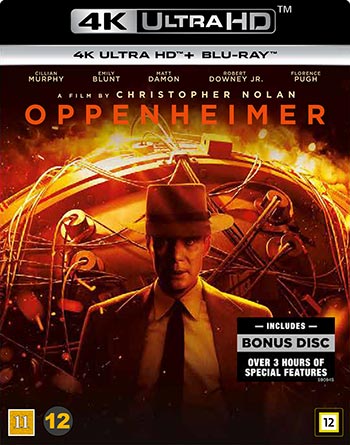 4K ULTRA HD™
4K ULTRA HD™ + BLU-RAY™
CILLIAN MURPHY
EMILY BLUNT
MATT DAMON
ROBERT DOWNEY JR.
FLORENCE PUGH
A FILM BY CHRISTOPHER NOLAN
OPPENHEIMER
INCLUDES
BONUS DISC
OVER 3 HOURS OF
SPECIAL FEATURES
11
12
12